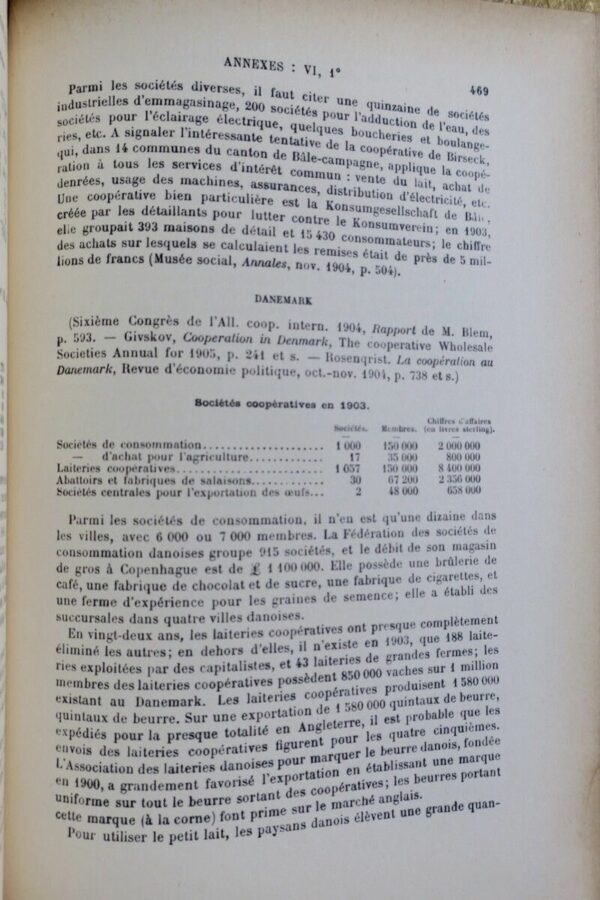 ANNEXES : VI, 1°
469
Parmi les sociétés diverses, il faut citer une quinzaine de sociétés
industrielles d'emmagasinage, 200 sociétés pour l'adduction de l'eau, des
sociétés pour l'éclairage électrique, quelques boucheries et boulange-
ries, etc. A signaler l'intéressante tentative de la coopérative de Birseck,
qui, dans 14 communes du canton de Bâle-campagne, applique la coopé-
ration à tous les services d'intérêt commun : vente du lait, achat de
denrées, usage des machines, assurances, distribution d'électricité, etc.
Une coopérative bien particulière est la Konsumgesellschaft de
créée par les détaillants pour lutter contre le Konsumverein; en 1903,
elle groupait 393 maisons de détail et 15 430 consommateurs; le chiffre
des achats sur lesquels se calculaient les remises était de près de 5 mil-
lions de francs (Musée social, Annales, nov. 1904, p. 504).
DANEMARK
(Sixième Congrès de l'All. coop. intern. 1904, Rapport de M. Blem,
p. 593. — Givskov, Cooperation in Denmark, The cooperative Wholesale
Societies Annual for 1905, p. 241 et s. — Rosenqrist. La coopération au
Danemark, Revue d'économie politique, oct.-nov. 1904, p. 738 et s.)
Sociétés coopératives en 1903.
Sociétés. Membres. Chiffres d'affaires (en livres sterling).
Sociétés de consommation.................... 1 000 150 000 2 000 000
— d'achat pour l'agriculture............ 17 35 000 800 000
Laiteries coopératives........................ 1 057 150 000 8 400 000
Abattoirs et fabriques de salaisons............ 30 67 200 2 356 000
Sociétés centrales pour l'exportation des œufs... 2 48 000 658 000
Parmi les sociétés de consommation, il n'en est qu'une dizaine dans
les villes, avec 6 000 ou 7 000 membres. La Fédération des sociétés de
consommation danoises groupe 915 sociétés, et le débit de son magasin
de gros à Copenhague est de £ 1 100 000. Elle possède une brûlerie de
café, une fabrique de chocolat et de sucre, une fabrique de cigarettes, et
une ferme d'expérience pour les graines de semence; elle a établi des
succursales dans quatre villes danoises.
En vingt-deux ans, les laiteries coopératives ont presque complètement
éliminé les autres; en dehors d'elles, il n'existe en 1903, que 188 laite-
ries exploitées par des capitalistes, et 43 laiteries de grandes fermes; les
membres des laiteries coopératives possèdent 850 000 vaches sur 1 million
existant au Danemark. Les laiteries coopératives produisent 1 580 000
quintaux de beurre. Sur une exportation de 1 580 000 quintaux de beurre,
expédiés pour la presque totalité en Angleterre, il est probable que les
envois des laiteries coopératives figurent pour les quatre cinquièmes.
L'Association des laiteries danoises pour marquer le beurre danois, fondée
en 1900, a grandement favorisé l'exportation en établissant une marque
uniforme sur tout le beurre sortant des coopératives; les beurres portant
cette marque (à la corne) font prime sur le marché anglais.
Pour utiliser le petit lait, les paysans danois élèvent une grande quan-